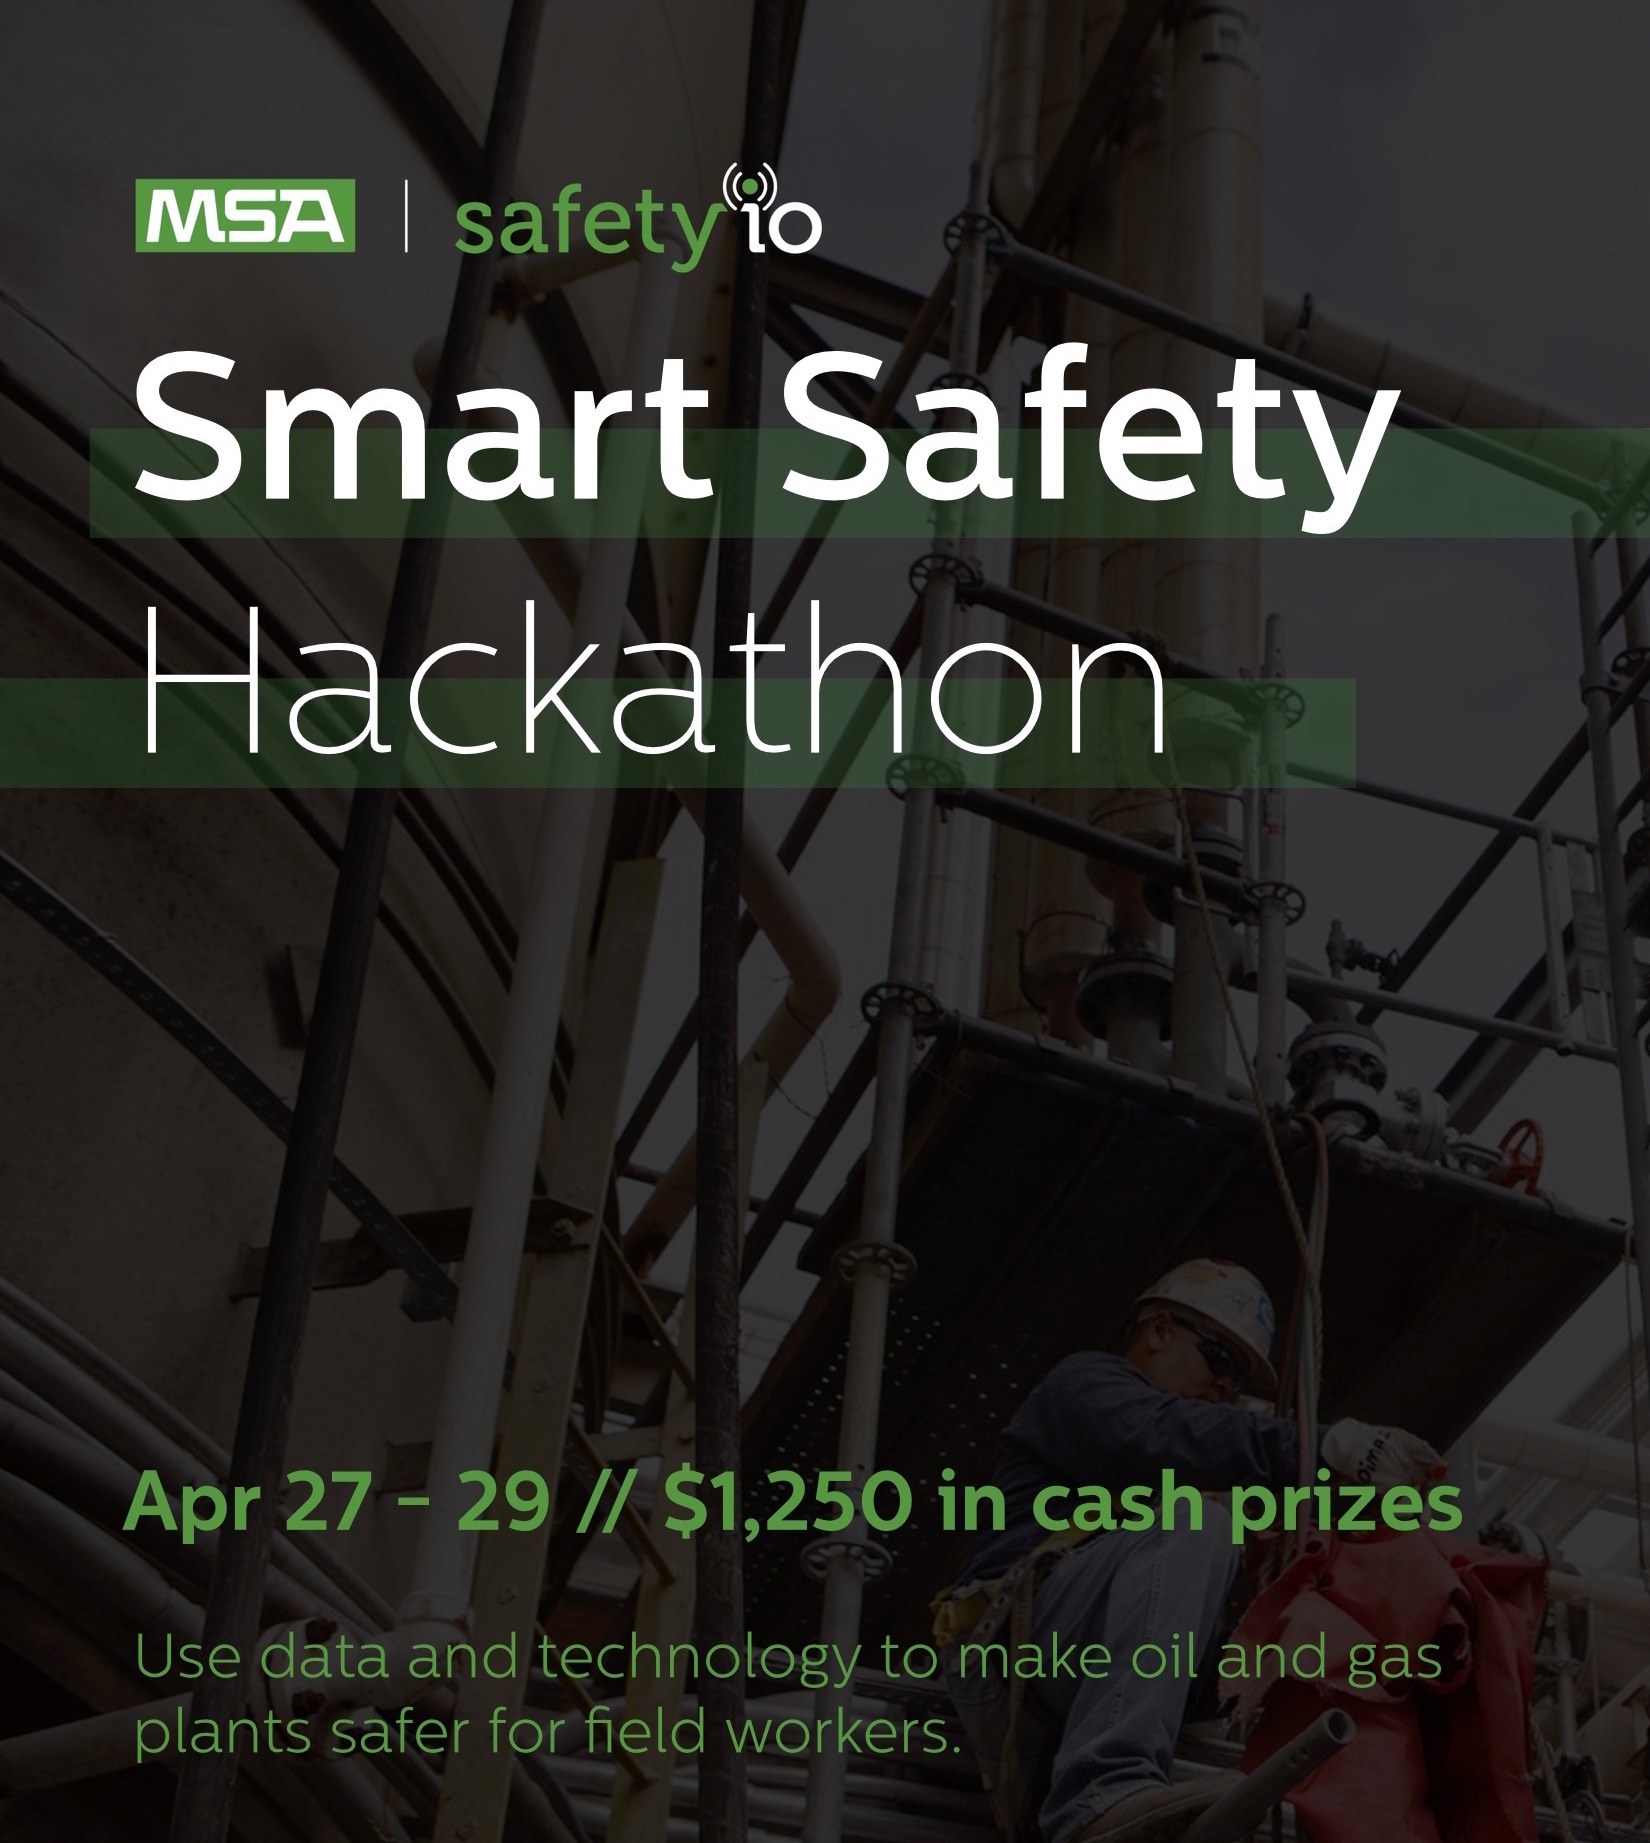 MSA | safety io
Smart Safety
Hackathon
Apr 27 - 29 // $1,250 in cash prizes
Use data and technology to make oil and gas
plants safer for field workers.